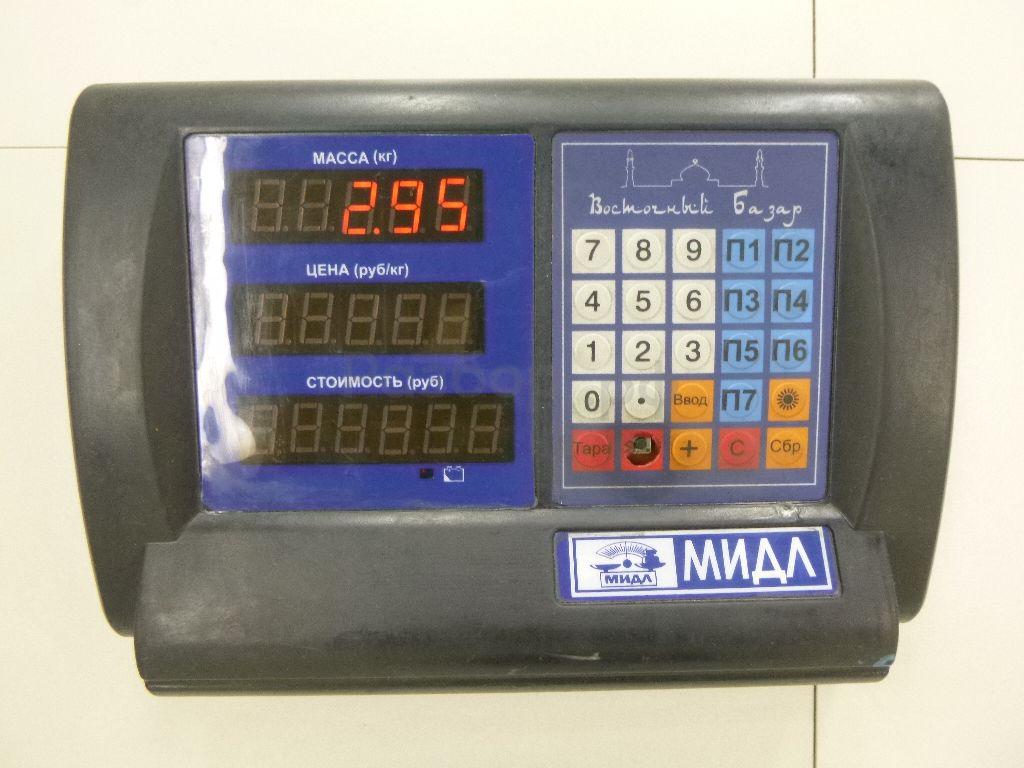 МАССА (кг)
2.95
ЦЕНА (руб/кг)
СТОИМОСТЬ (руб)
Восточный Базар
7 8 9 П1 П2
4 5 6 П3 П4
1 2 3 П5 П6
0 . Ввод П7
Тара + С Сбр
МИДЛ
МИДЛ